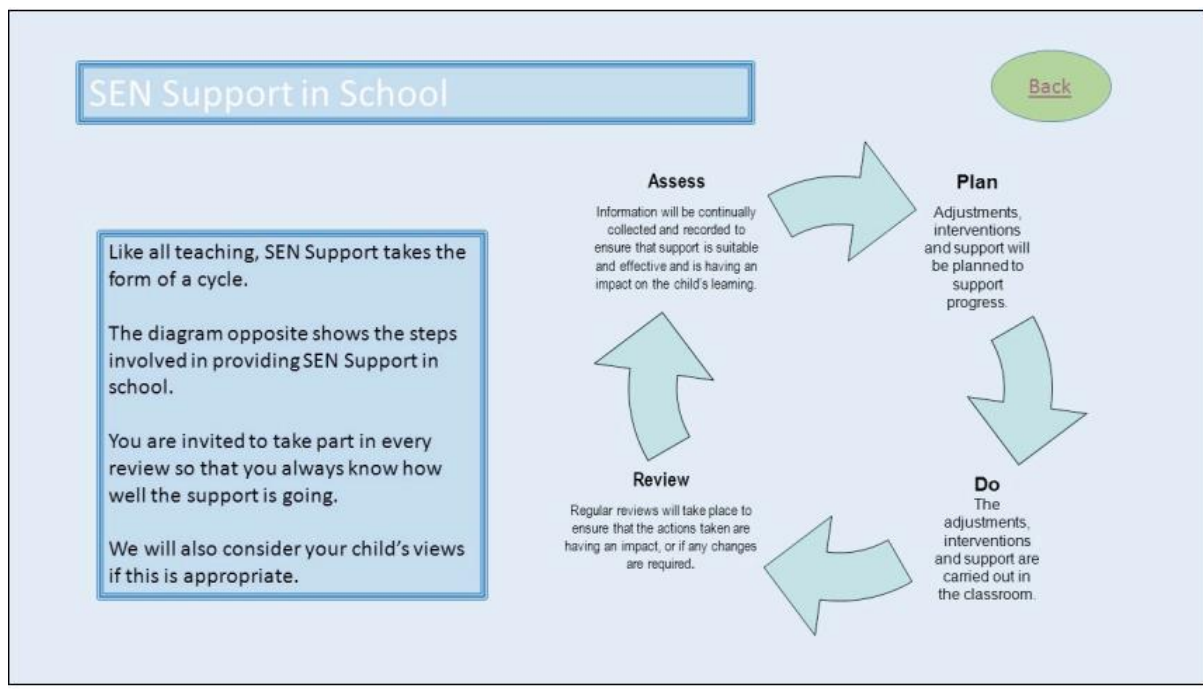 SEN Support in School
Back
Like all teaching, SEN Support takes the
form of a cycle.
The diagram opposite shows the steps
involved in providing SEN Support in
school.
You are invited to take part in every
review so that you always know how
well the support is going.
We will also consider your child's views
if this is appropriate.
Assess
Information will be continually
collected and recorded to
ensure that support is suitable
and effective and is having an
impact on the child's learning.
Plan
Adjustments,
interventions
and support will
be planned to
support
progress.
Do
The
adjustments,
interventions
and support are
carried out in
the classroom.
Review
Regular reviews will take place to
ensure that the actions taken are
having an impact, or if any changes
are required.